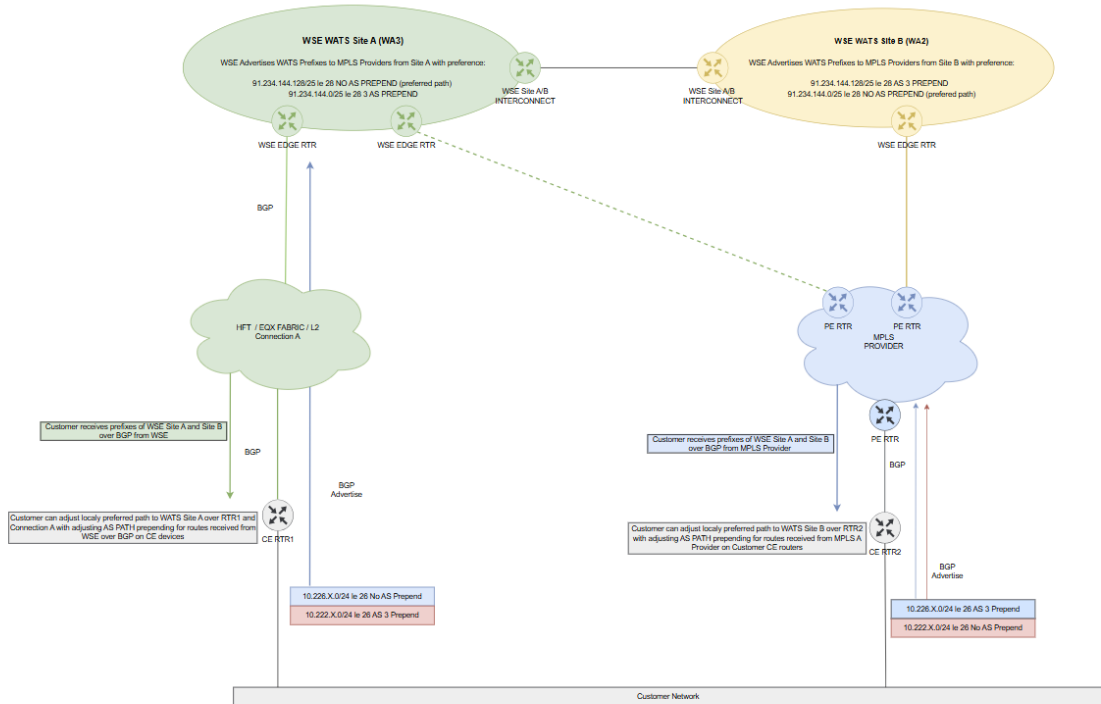 WSE WATS Site A (WA3)
WSE Advertises WATS Prefixes to MPLS Providers from Site A with preference:
91.234.144.128/25 le 28 NO AS PREPEND (preferred path)
91.234.144.0/25 le 28 3 AS PREPEND
WSE WATS Site B (WA2)
WSE Advertises WATS Prefixes to MPLS Providers from Site B with preference:
91.234.144.128/25 le 28 AS 3 PREPEND
91.234.144.0/25 le 28 NO AS PREPEND (preferred path)
WSE Site A/B
INTERCONNECT
WSE Site A/B
INTERCONNECT
WSE EDGE RTR
WSE EDGE RTR
WSE EDGE RTR
BGP
HFT / EQX FABRIC / L2
Connection A
PE RTR
PE RTR
MPLS
PROVIDER
Customer receives prefixes of WSE Site A and Site B
over BGP from WSE
Customer receives prefixes of WSE Site A and Site B
over BGP from MPLS Provider
PE RTR
BGP
BGP
BGP
Advertise
Customer can adjust localy preferred path to WATS Site A over RTR1 and
Connection A with adjusting AS PATH prepending for routes received from
WSE over BGP on CE devices
CE RTR1
Customer can adjust localy preferred path to WATS Site B over RTR2
with adjusting AS PATH prepending for routes received from MPLS A
Provider on Customer CE routers
CE RTR2
BGP
Advertise
10.226.X.0/24 le 26 No AS Prepend
10.222.X.0/24 le 26 AS 3 Prepend
10.226.X.0/24 le 26 AS 3 Prepend
10.222.X.0/24 le 26 No AS Prepend
Customer Network